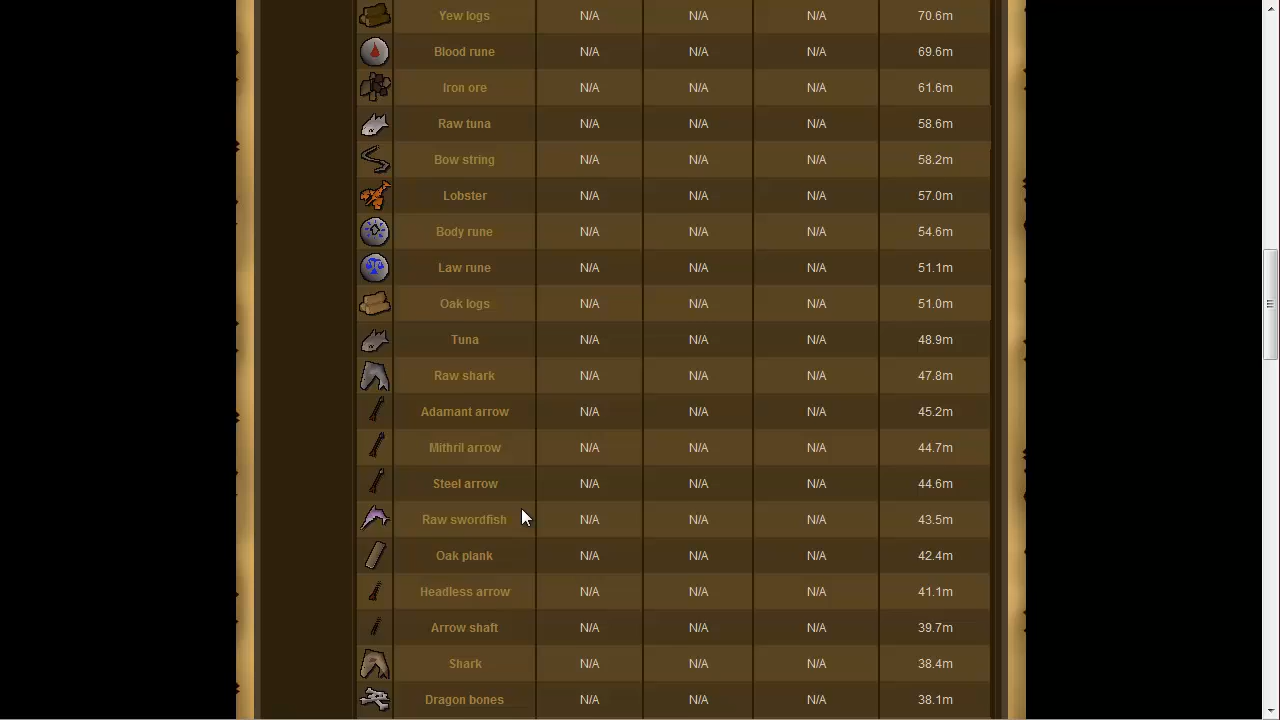 Yew logs N/A N/A N/A 70.6m
Blood rune N/A N/A N/A 69.6m
Iron ore N/A N/A N/A 61.6m
Raw tuna N/A N/A N/A 58.6m
Bow string N/A N/A N/A 58.2m
Lobster N/A N/A N/A 57.0m
Body rune N/A N/A N/A 54.6m
Law rune N/A N/A N/A 51.1m
Oak logs N/A N/A N/A 51.0m
Tuna N/A N/A N/A 48.9m
Raw shark N/A N/A N/A 47.8m
Adamant arrow N/A N/A N/A 45.2m
Mithril arrow N/A N/A N/A 44.7m
Steel arrow N/A N/A N/A 44.6m
Raw swordfish N/A N/A N/A 43.5m
Oak plank N/A N/A N/A 42.4m
Headless arrow N/A N/A N/A 41.1m
Arrow shaft N/A N/A N/A 39.7m
Shark N/A N/A N/A 38.4m
Dragon bones N/A N/A N/A 38.1m